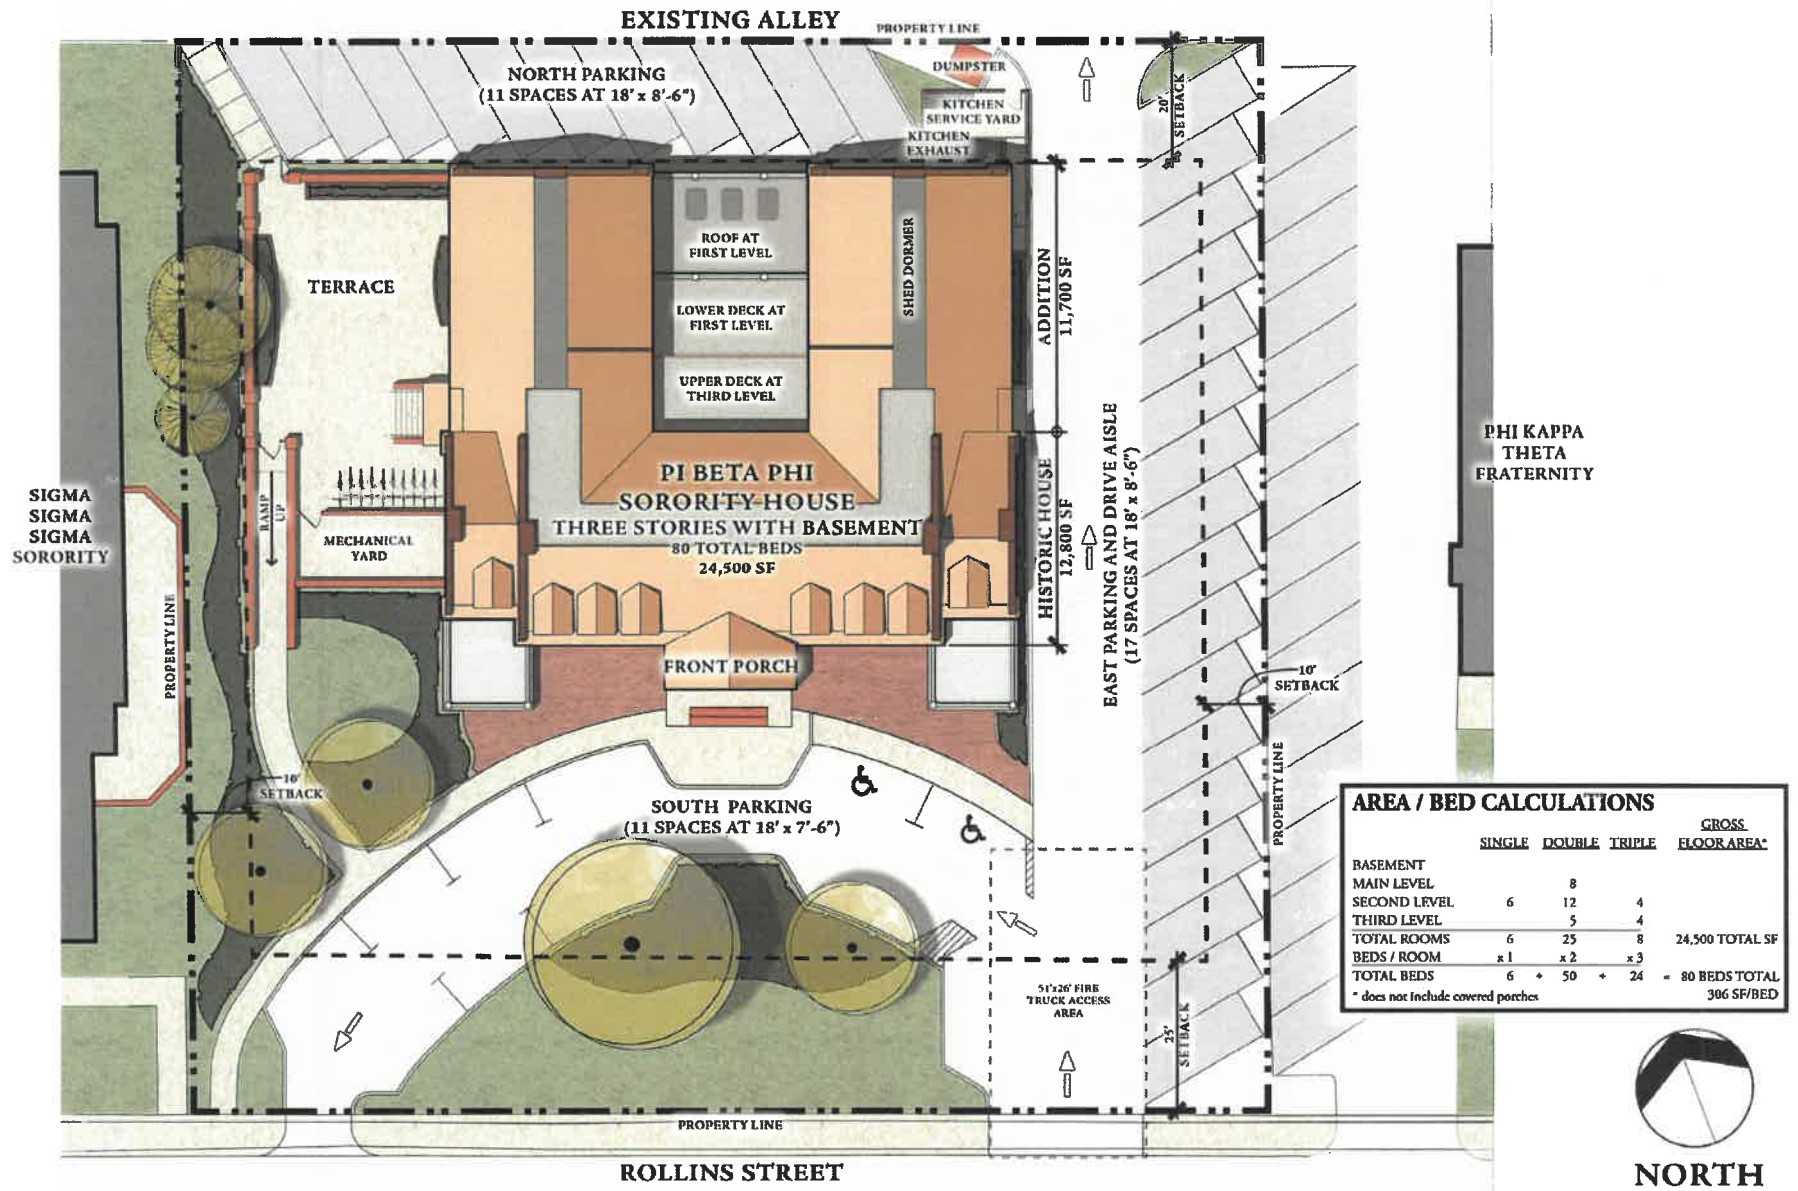 EXISTING ALLEY
PROPERTY LINE
DUMPSTER
NORTH PARKING
(11 SPACES AT 18' x 8'-6")
KITCHEN
SERVICE YARD
KITCHEN
EXHAUST
20'
SETBACK
TERRACE
ROOF AT
FIRST LEVEL
LOWER DECK AT
FIRST LEVEL
UPPER DECK AT
THIRD LEVEL
SHED DORMER
ADDITION
11,700 SF
PI BETA PHI
SORORITY HOUSE
THREE STORIES WITH BASEMENT
80 TOTAL BEDS
24,500 SF
HISTORIC HOUSE
12,800 SF
EAST PARKING AND DRIVE AISLE
(17 SPACES AT 18' x 8'-6")
PHI KAPPA
THETA
FRATERNITY
SIGMA
SIGMA
SIGMA
SORORITY
RAMP
UP
MECHANICAL
YARD
PROPERTY LINE
FRONT PORCH
10'
SETBACK
10'
SETBACK
PROPERTY LINE
SOUTH PARKING
(11 SPACES AT 18' x 7'-6")
51'x26' FIRE
TRUCK ACCESS
AREA
25'
SETBACK
PROPERTY LINE
ROLLINS STREET
AREA / BED CALCULATIONS
GROSS
SINGLE DOUBLE TRIPLE FLOOR AREA*
BASEMENT
MAIN LEVEL 8
SECOND LEVEL 6 12 4
THIRD LEVEL 5 4
TOTAL ROOMS 6 25 8 24,500 TOTAL SF
BEDS / ROOM x 1 x 2 x 3
TOTAL BEDS 6 + 50 + 24 = 80 BEDS TOTAL
* does not include covered porches 306 SF/BED
NORTH